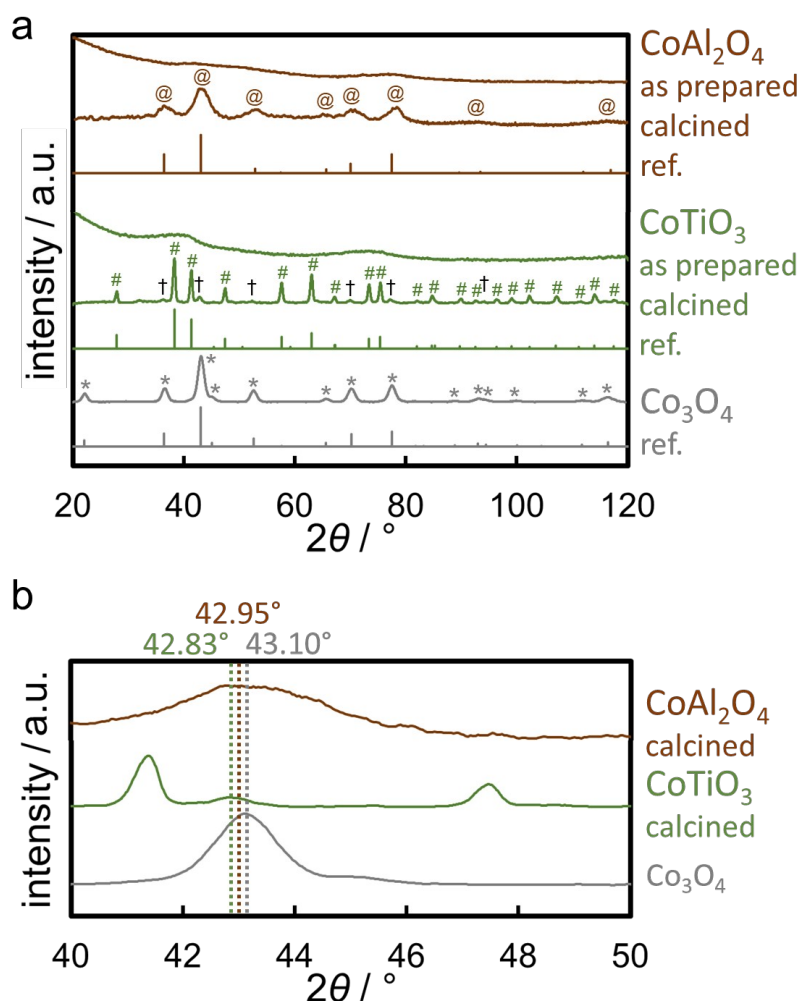 a
CoAl₂O₄
as prepared
calcined
ref.
@ @ @ @ @ @ @ @
CoTiO₃
as prepared
calcined
ref.
# † # # † # † # # # † # # † # # # # † # # # # # #
Co₃O₄
ref.
* * * * * * * * * * * * * *
intensity / a.u.
20 40 60 80 100 120
2θ / °
b
42.95°
42.83° 43.10°
CoAl₂O₄
calcined
CoTiO₃
calcined
Co₃O₄
intensity / a.u.
40 42 44 46 48 50
2θ / °